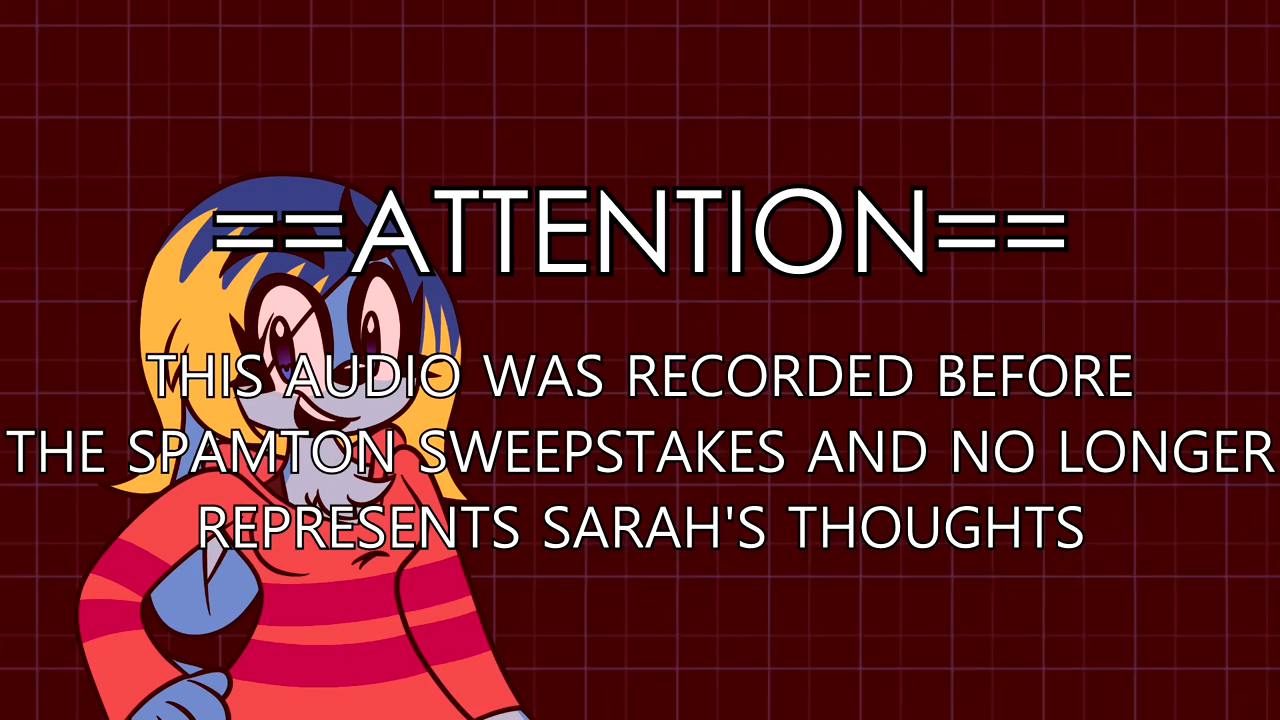 ==ATTENTION==
THIS AUDIO WAS RECORDED BEFORE
THE SPAMTON SWEEPSTAKES AND NO LONGER
REPRESENTS SARAH'S THOUGHTS